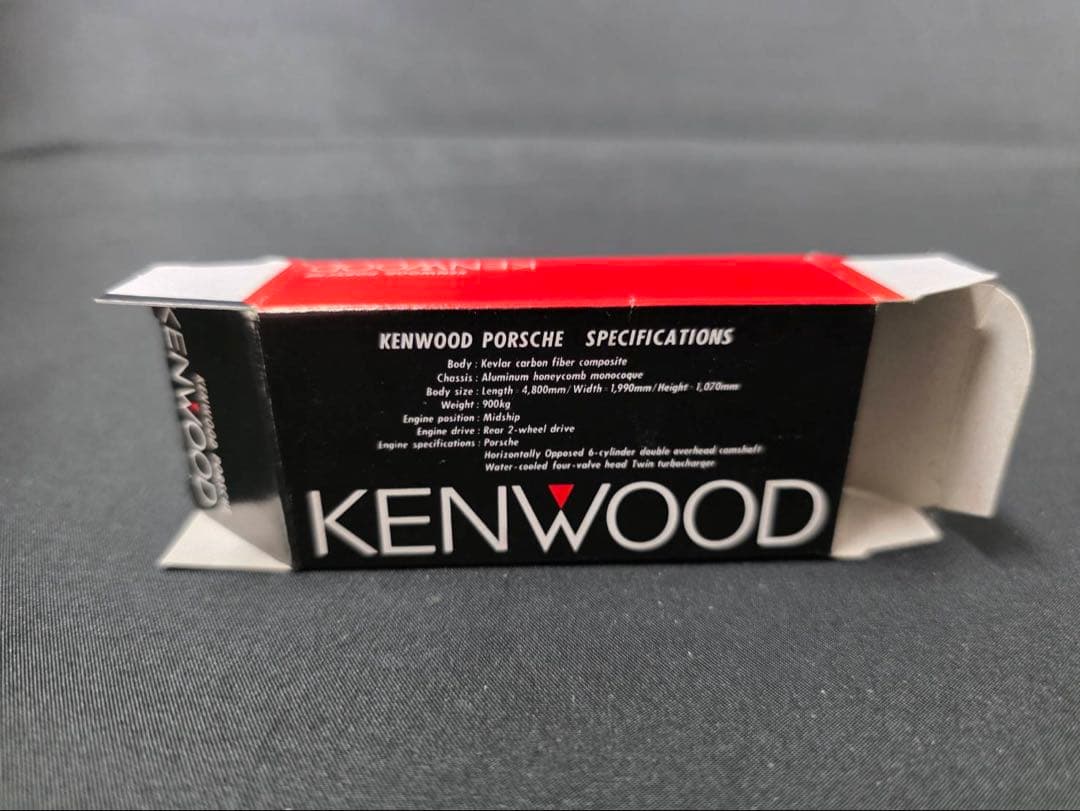 KENWOOD
KENWOOD PORSCHE SPECIFICATIONS
Body : Kevlar carbon fiber composite
Chassis : Aluminum honeycomb monocoque
Body size : Length 4,800mm / Width 1,990mm / Height 1,070mm
Weight : 900kg
Engine position : Midship
Engine drive : Rear 2-wheel drive
Engine specifications : Porsche
Horizontally Opposed 6-cylinder double overhead camshaft
Water-cooled four-valve head Twin turbocharger
KENWOOD
KENWOOD